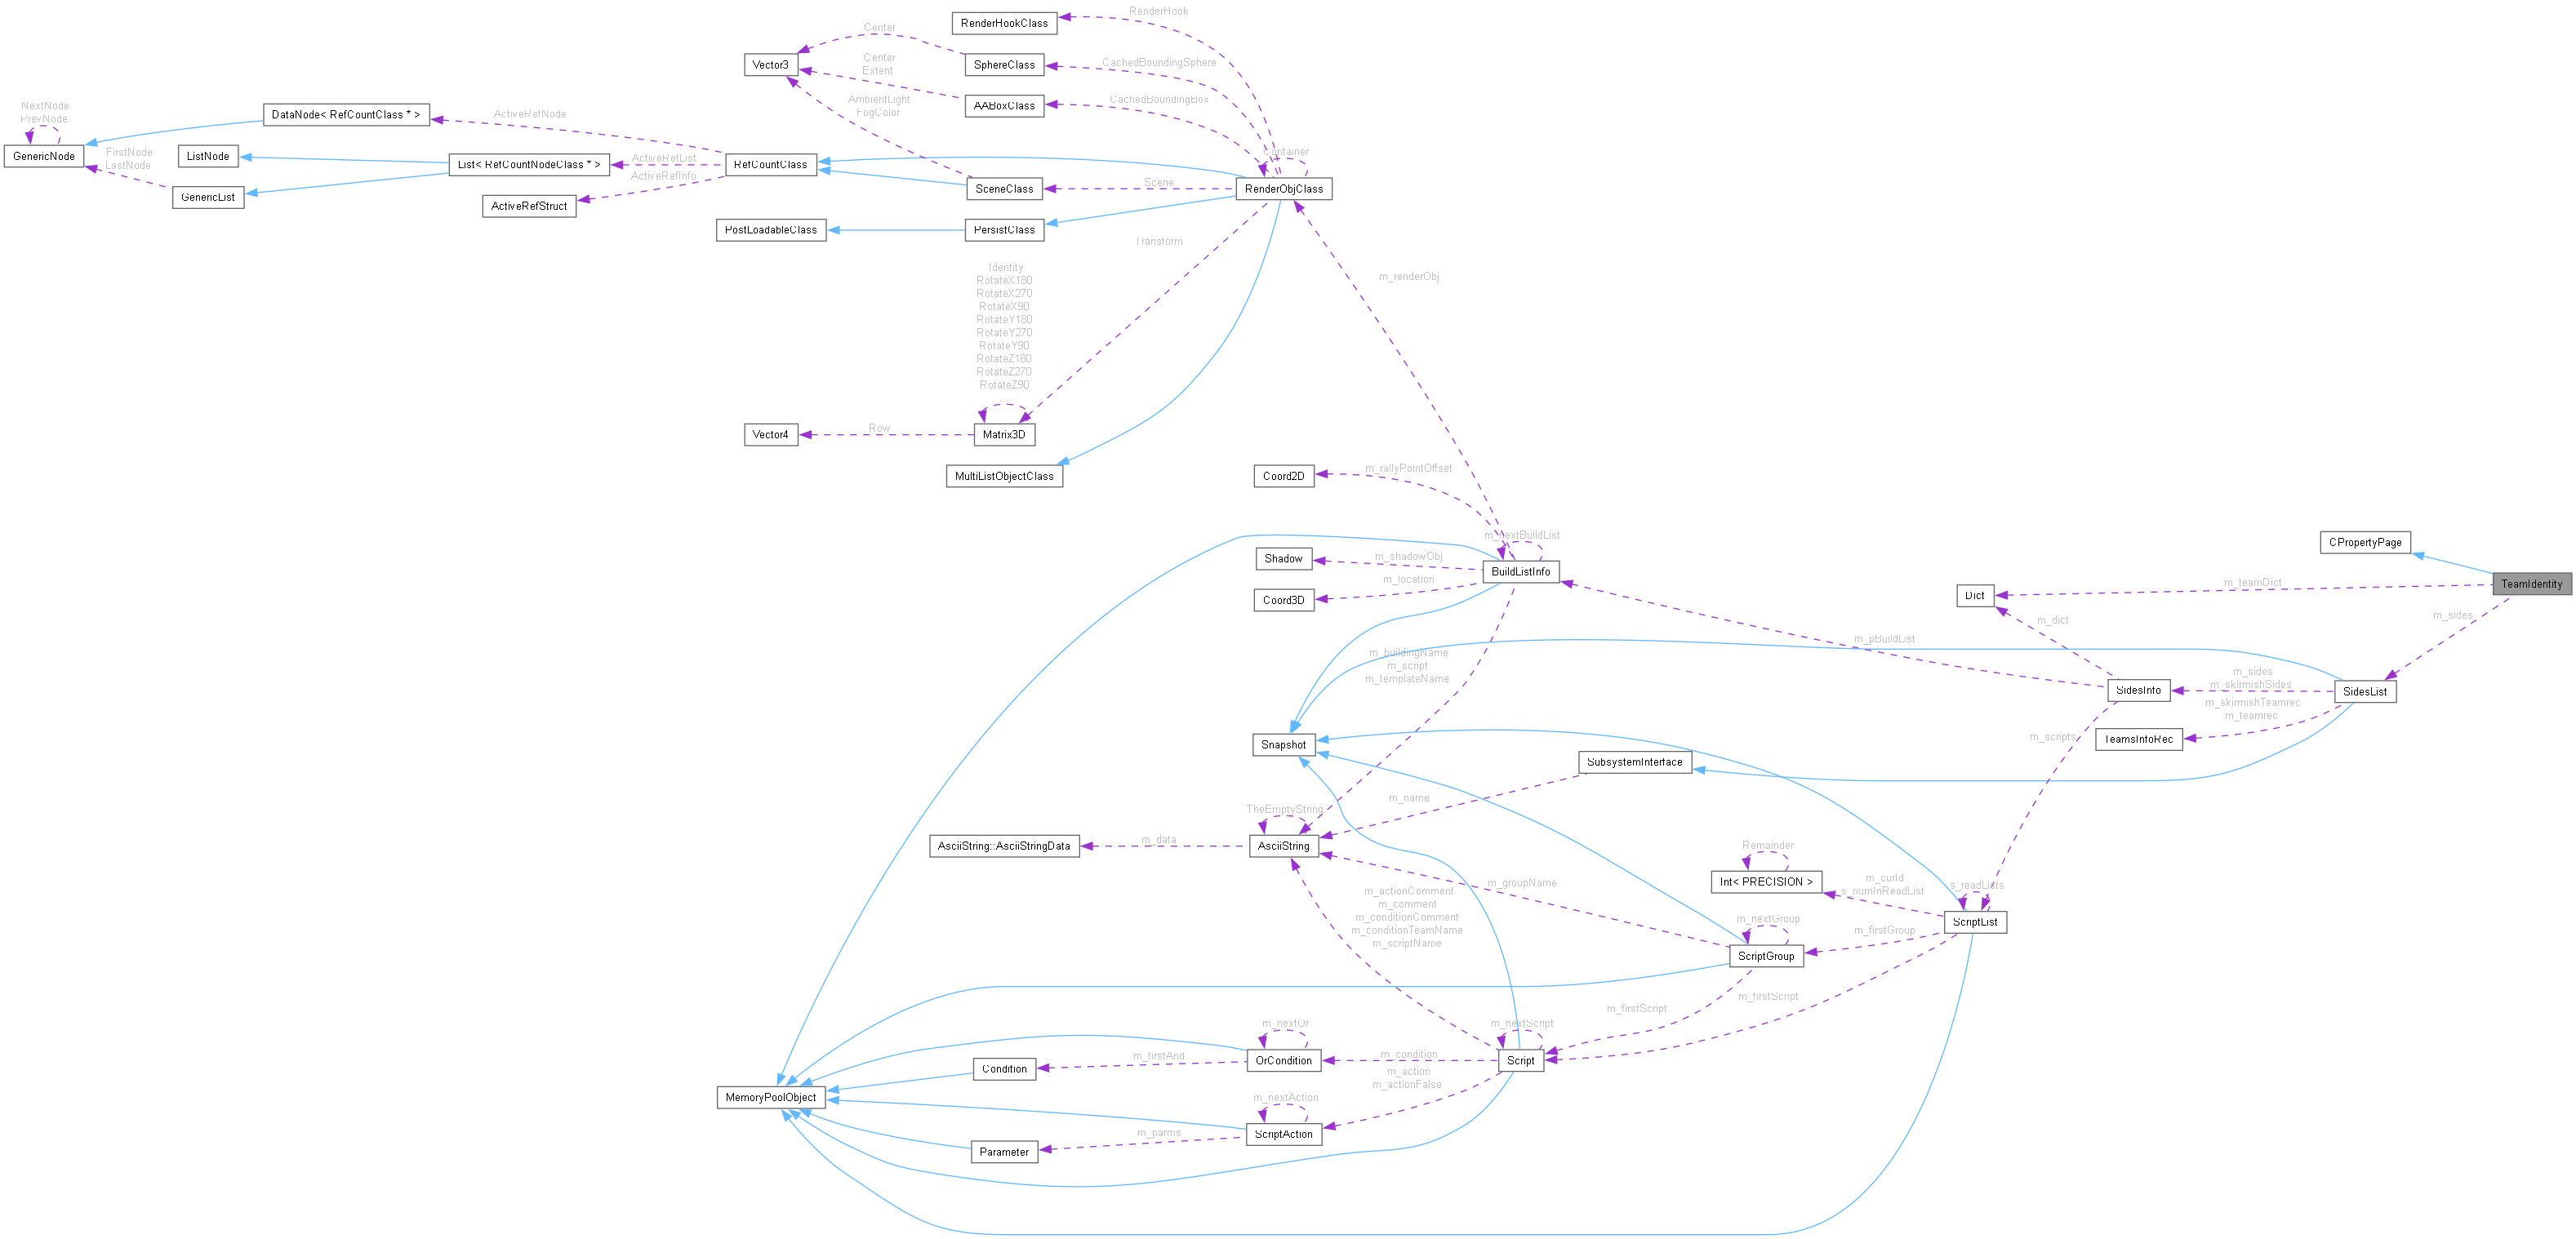 RenderHook
RenderHookClass
Center
Vector3
SphereClass
CachedBoundingSphere
Center
Extent
AABoxClass
CachedBoundingBox
AmbientLight
FogColor
NextNode
PrevNode
DataNode< RefCountClass * >
ActiveRefNode
GenericNode
FirstNode
LastNode
ListNode
List< RefCountNodeClass * >
ActiveRefList
ActiveRefInfo
RefCountClass
Container
GenericList
ActiveRefStruct
SceneClass
Scene
RenderObjClass
PostLoadableClass
PersistClass
Transform
Identity
RotateX180
RotateX270
RotateX90
RotateY180
RotateY270
RotateY90
RotateZ180
RotateZ270
RotateZ90
m_renderObj
Vector4
Row
Matrix3D
MultiListObjectClass
Coord2D
m_rallyPointOffset
m_nextBuildList
Shadow
m_shadowObj
BuildListInfo
m_location
Coord3D
CPropertyPage
TeamIdentity
m_teamDict
Dict
m_sides
m_dict
m_pBuildList
m_buildingName
m_script
m_templateName
SidesInfo
m_sides
m_skirmishSides
SidesList
m_skirmishTeamrec
m_teamrec
TeamsInfoRec
m_scripts
Snapshot
SubsystemInterface
m_name
TheEmptyString
AsciiString::AsciiStringData
m_data
AsciiString
Remainder
Int< PRECISION >
m_curId
s_numInReadList
s_readLists
m_groupName
m_actionComment
m_comment
m_conditionComment
m_conditionTeamName
m_scriptName
ScriptList
m_nextGroup
m_firstGroup
ScriptGroup
m_firstScript
m_firstScript
m_nextOr
m_nextScript
OrCondition
m_firstAnd
Condition
m_condition
Script
m_action
m_actionFalse
MemoryPoolObject
m_nextAction
ScriptAction
m_parms
Parameter